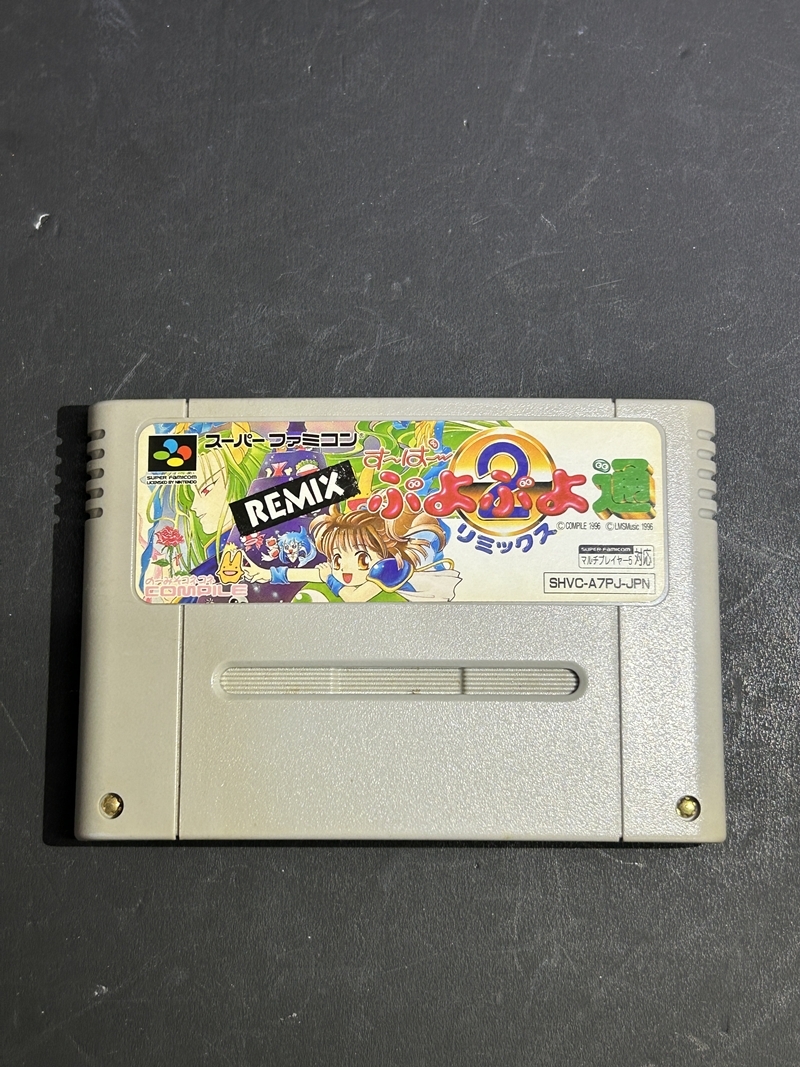 スーパーファミコン
SUPER FAMICOM
LICENSED BY NINTENDO
REMIX
す〜ぱ〜
ぷよぷよ通
2
リミックス
©COMPILE 1996 ©LMSMusic 1996
SUPER FAMICOM
マルチプレイヤー5対応
SHVC-A7PJ-JPN
COMPILE